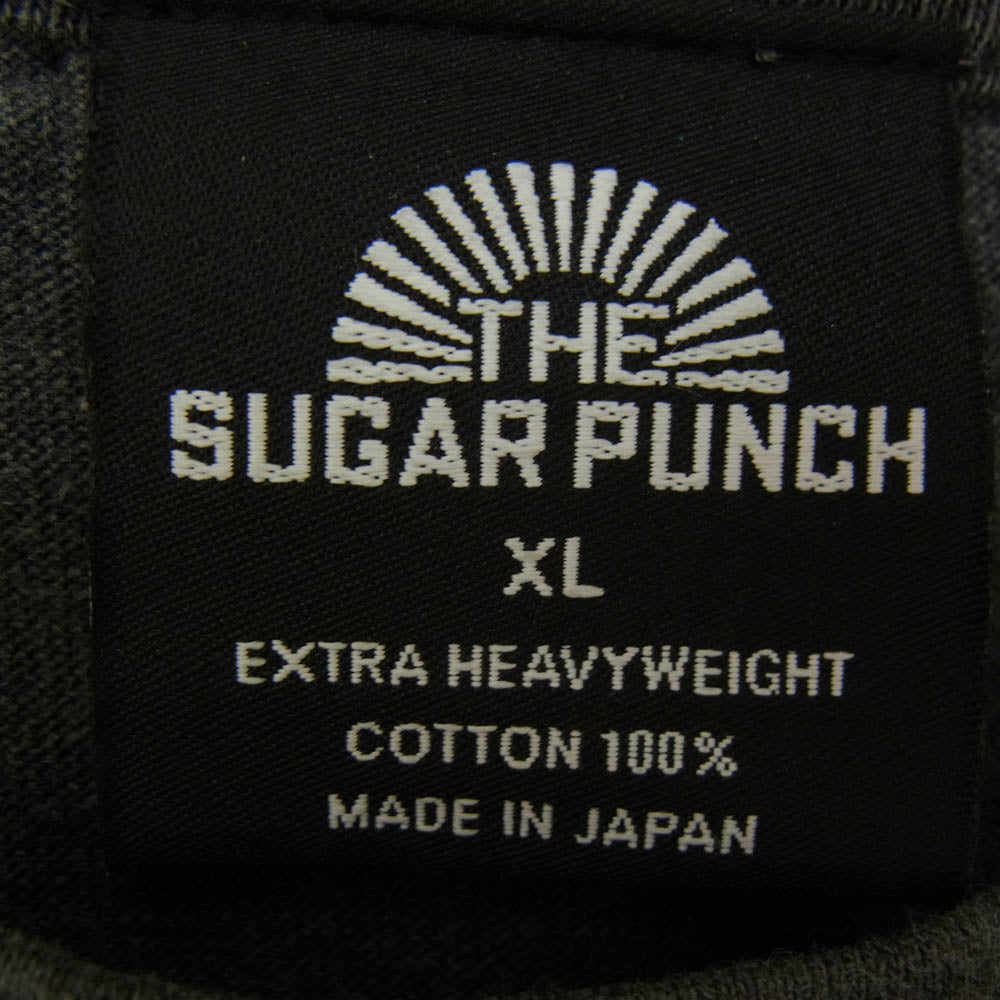 THE
SUGAR PUNCH
XL
EXTRA HEAVYWEIGHT
COTTON 100%
MADE IN JAPAN